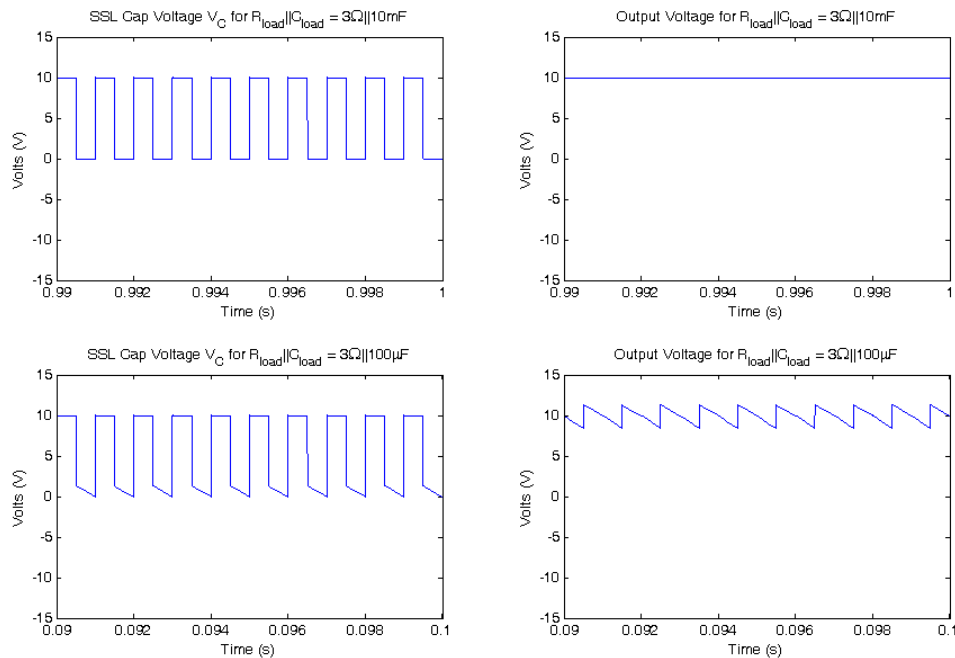 SSL Cap Voltage V_C for R_load||C_load = 3Ω||10mF
15
10
5
0
-5
-10
-15
Volts (V)
0.99 0.992 0.994 0.996 0.998 1
Time (s)
Output Voltage for R_load||C_load = 3Ω||10mF
15
10
5
0
-5
-10
-15
Volts (V)
0.99 0.992 0.994 0.996 0.998 1
Time (s)
SSL Cap Voltage V_C for R_load||C_load = 3Ω||100µF
15
10
5
0
-5
-10
-15
Volts (V)
0.09 0.092 0.094 0.096 0.098 0.1
Time (s)
Output Voltage for R_load||C_load = 3Ω||100µF
15
10
5
0
-5
-10
-15
Volts (V)
0.09 0.092 0.094 0.096 0.098 0.1
Time (s)